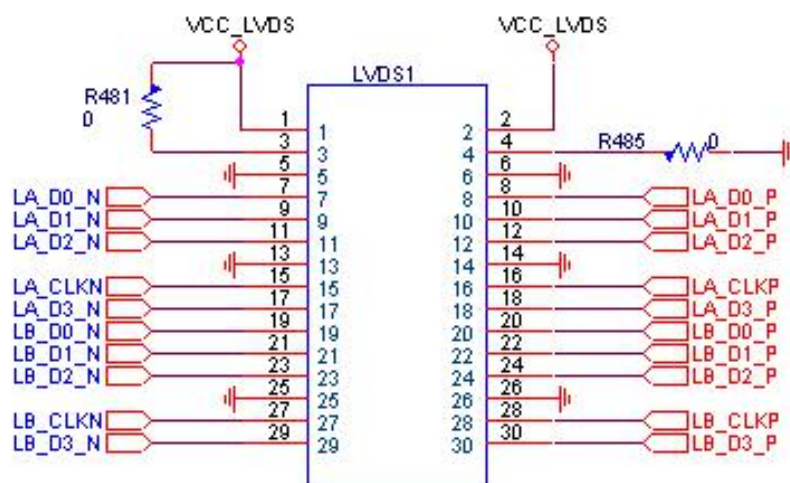 VCC_LVDS VCC_LVDS
LVDS1
R481
0
1 1 2 2
3 3 4 4 R485 0
5 5 6 6
LA_D0_N 7 7 8 8 LA_D0_P
LA_D1_N 9 9 10 10 LA_D1_P
LA_D2_N 11 11 12 12 LA_D2_P
13 13 14 14
LA_CLKN 15 15 16 16 LA_CLKP
LA_D3_N 17 17 18 18 LA_D3_P
LB_D0_N 19 19 20 20 LB_D0_P
LB_D1_N 21 21 22 22 LB_D1_P
LB_D2_N 23 23 24 24 LB_D2_P
25 25 26 26
LB_CLKN 27 27 28 28 LB_CLKP
LB_D3_N 29 29 30 30 LB_D3_P